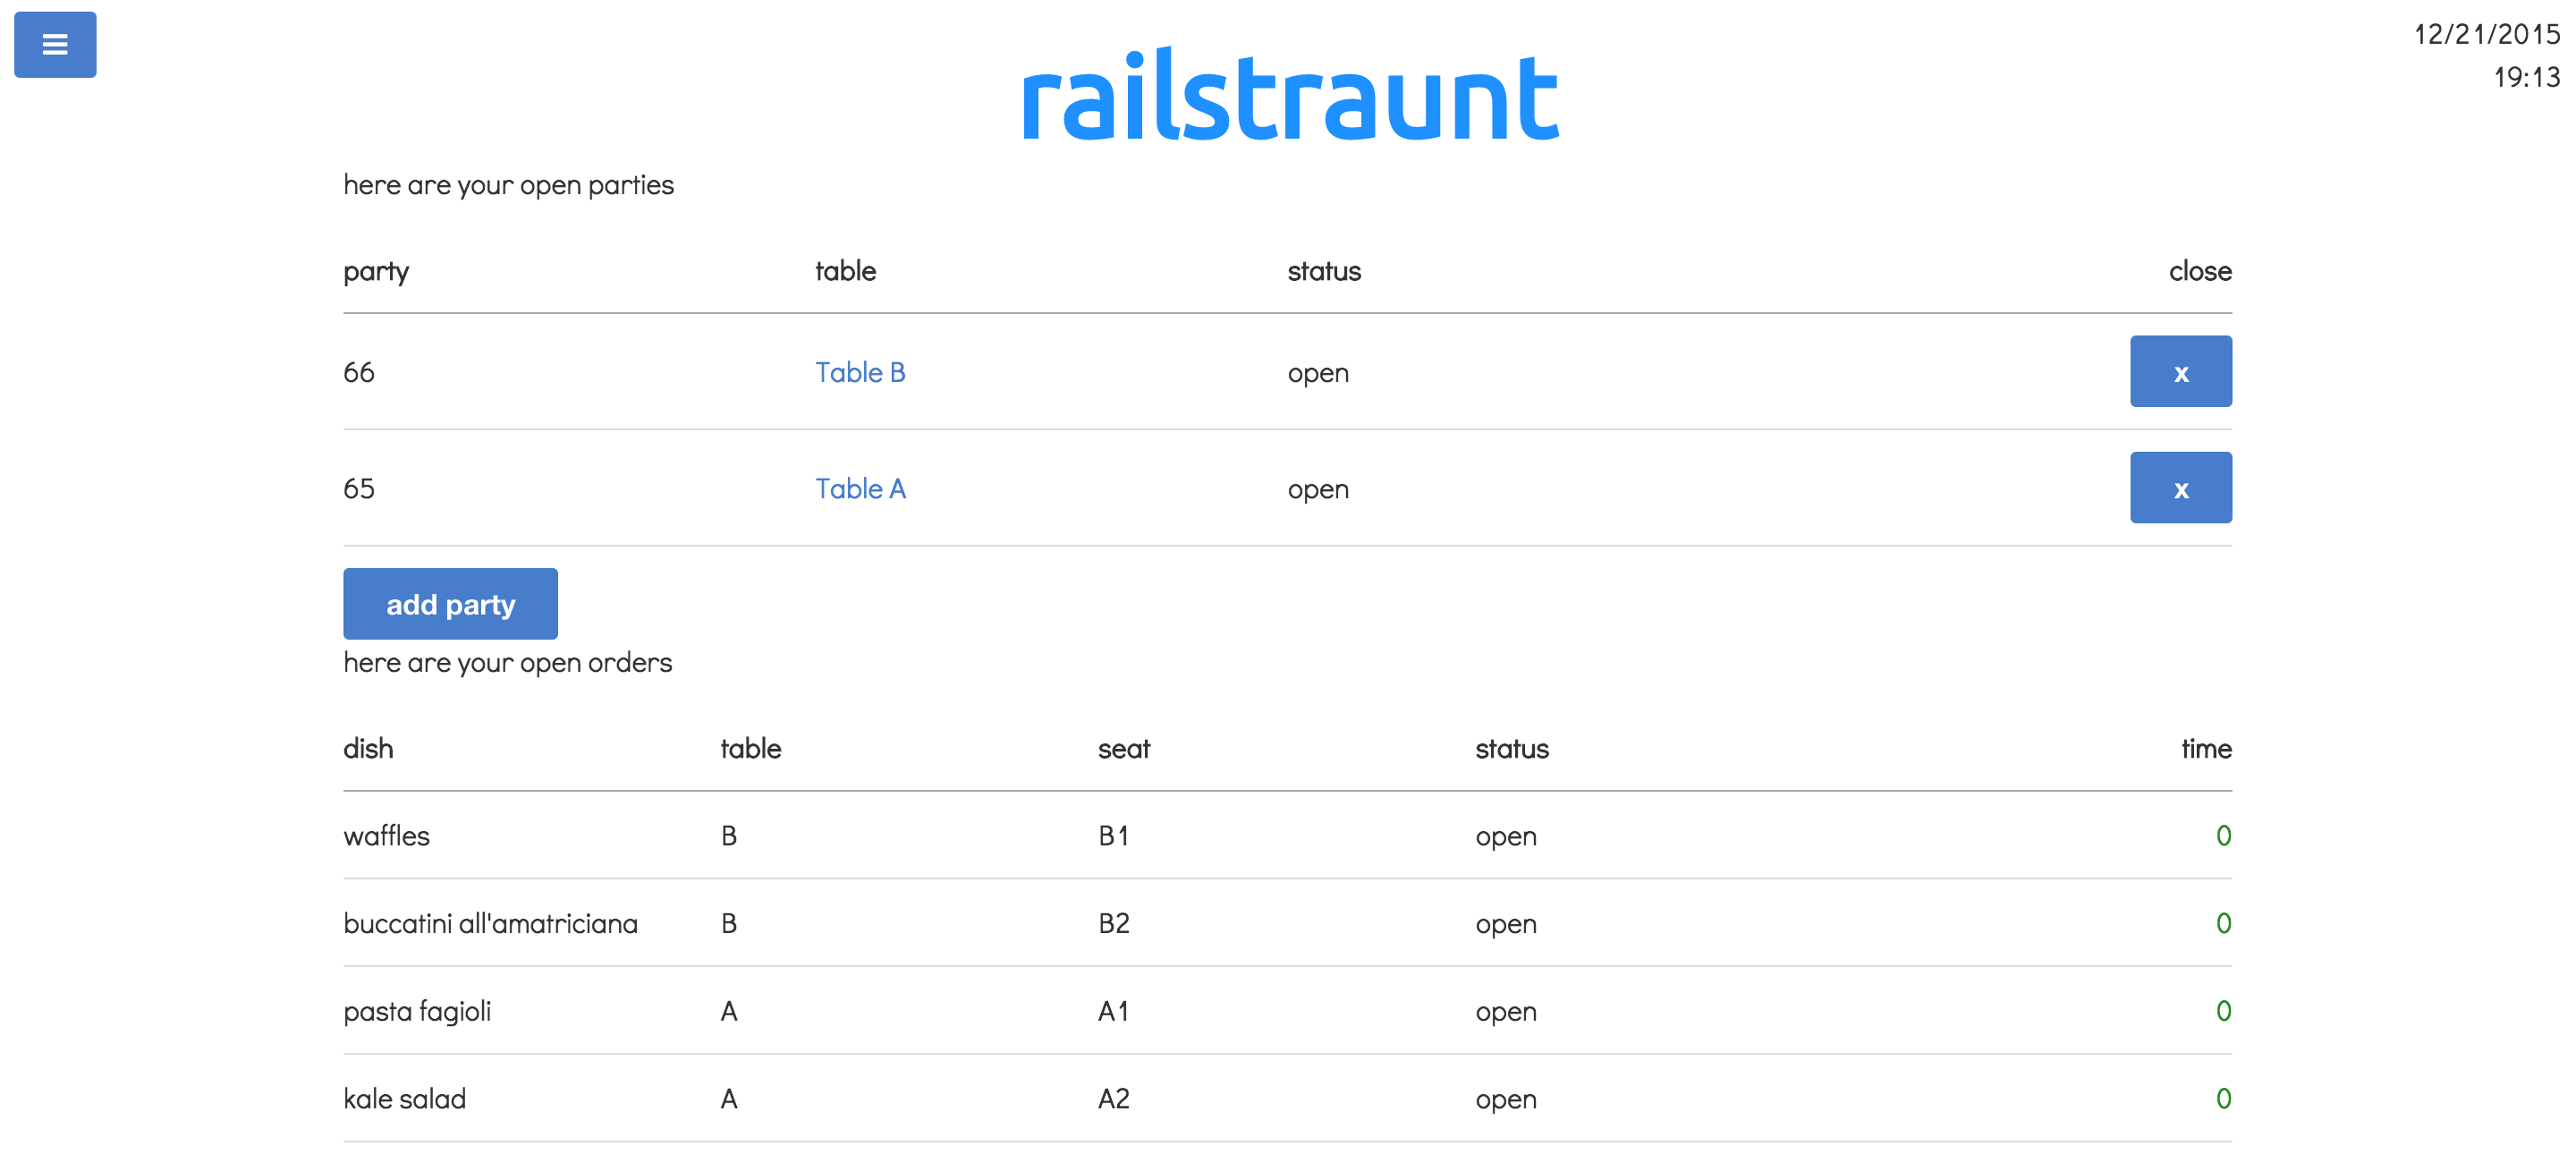 12/21/2015
19:13
railstraunt
here are your open parties
party table status close
66 Table B open x
65 Table A open x
add party
here are your open orders
dish table seat status time
waffles B B1 open 0
buccatini all'amatriciana B B2 open 0
pasta fagioli A A1 open 0
kale salad A A2 open 0